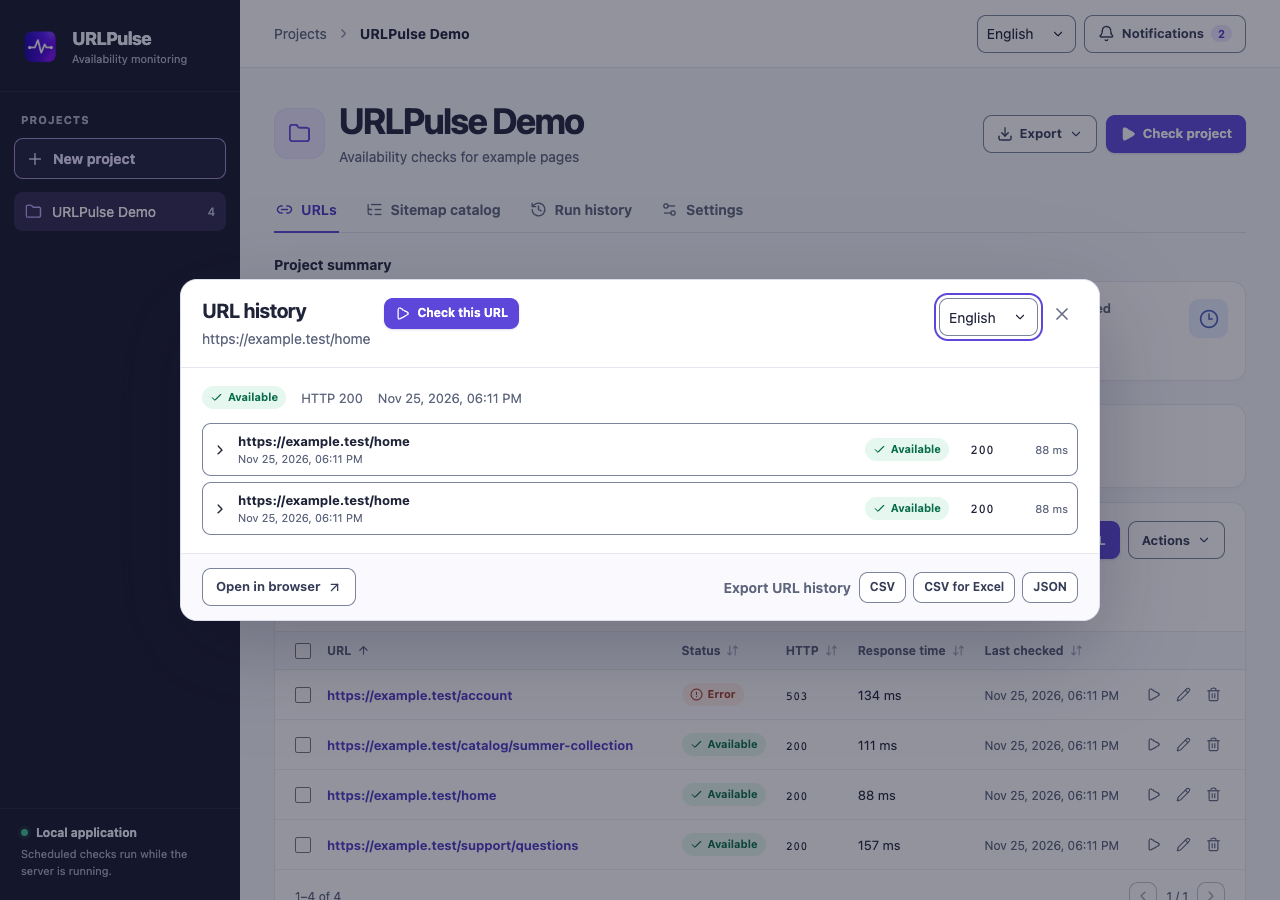 URLPulse
Availability monitoring
PROJECTS
New project
URLPulse Demo 4
Local application
Scheduled checks run while the
server is running.
Projects > URLPulse Demo
English
Notifications 2
URLPulse Demo
Availability checks for example pages
Export
Check project
URLs
Sitemap catalog
Run history
Settings
Project summary
URL history
Check this URL
https://example.test/home
English
Available HTTP 200 Nov 25, 2026, 06:11 PM
https://example.test/home
Nov 25, 2026, 06:11 PM
Available 200 88 ms
https://example.test/home
Nov 25, 2026, 06:11 PM
Available 200 88 ms
Open in browser
Export URL history CSV CSV for Excel JSON
Actions
URL Status HTTP Response time Last checked
https://example.test/account Error 503 134 ms Nov 25, 2026, 06:11 PM
https://example.test/catalog/summer-collection Available 200 111 ms Nov 25, 2026, 06:11 PM
https://example.test/home Available 200 88 ms Nov 25, 2026, 06:11 PM
https://example.test/support/questions Available 200 157 ms Nov 25, 2026, 06:11 PM
1–4 of 4
1 / 1